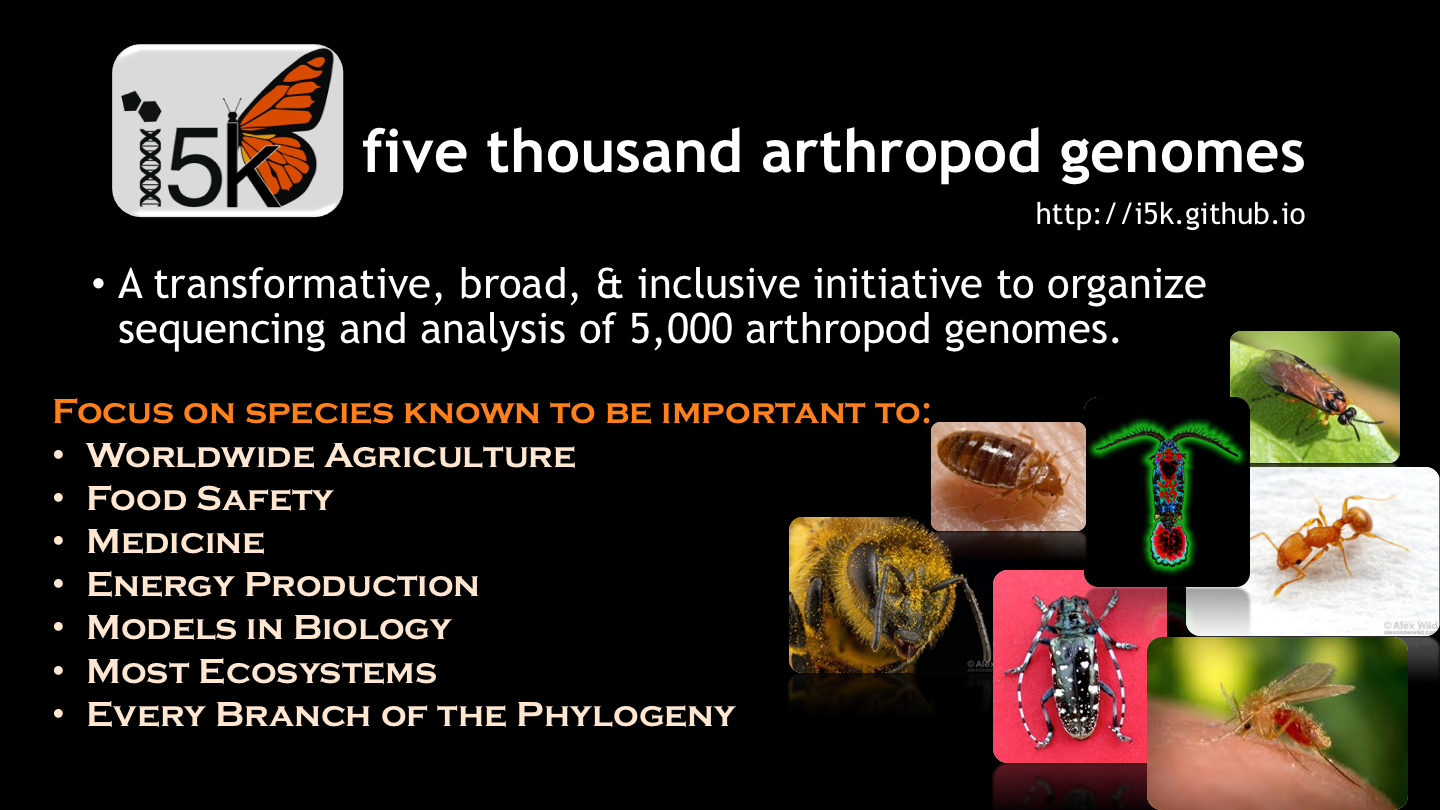 i5k
five thousand arthropod genomes
http://i5k.github.io
• A transformative, broad, & inclusive initiative to organize
sequencing and analysis of 5,000 arthropod genomes.
Focus on species known to be important to:
• Worldwide Agriculture
• Food Safety
• Medicine
• Energy Production
• Models in Biology
• Most Ecosystems
• Every Branch of the Phylogeny
© Alex Wild
alexanderwild.com
© Alex